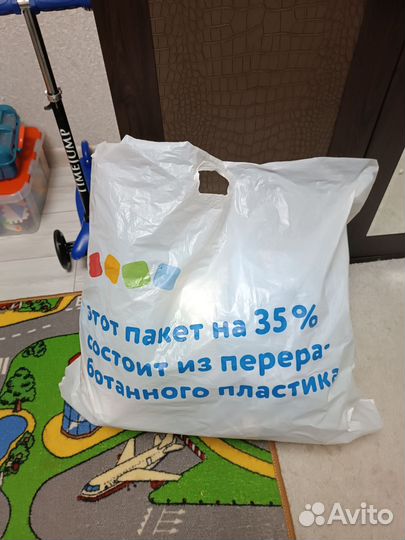 TIMEJUMP
этот пакет на 35%
состоит из перера-
ботанного пластика
Avito